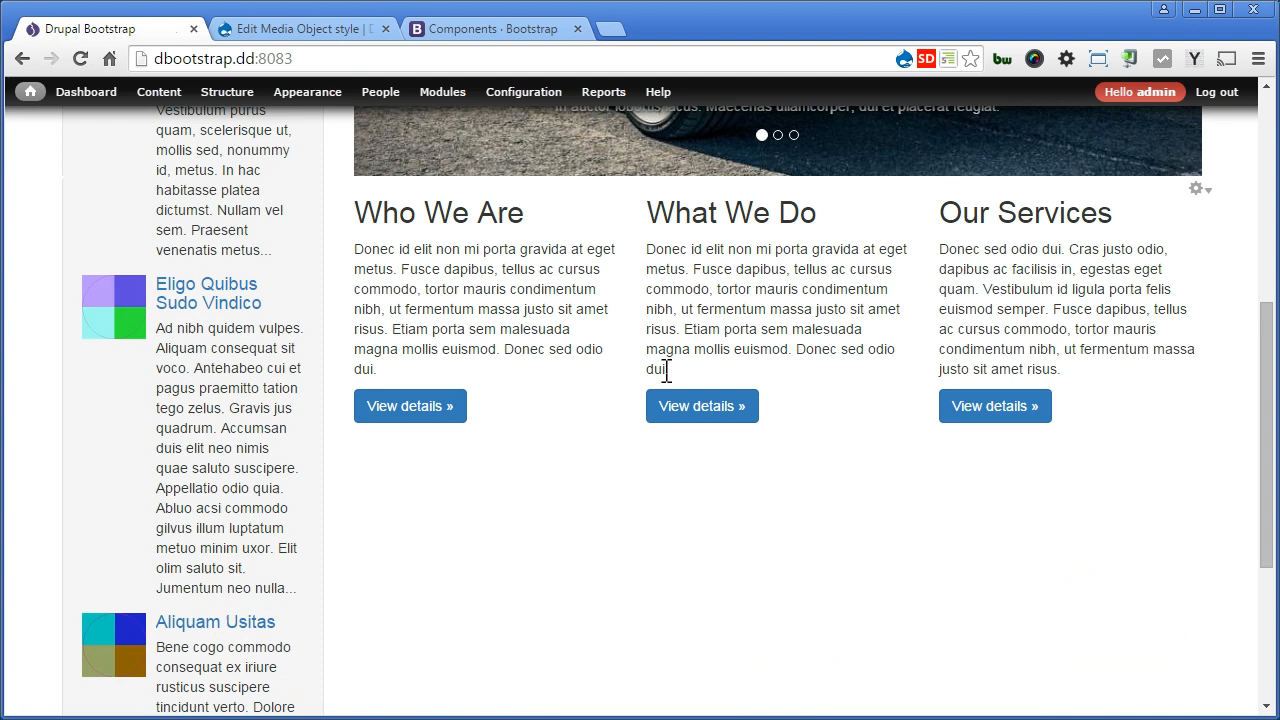 Drupal Bootstrap
Edit Media Object style | D
Components · Bootstrap
dbootstrap.dd:8083
SD
bw
Y
Dashboard Content Structure Appearance People Modules Configuration Reports Help
Hello admin Log out
Vestibulum purus
quam, scelerisque ut,
mollis sed, nonummy
id, metus. In hac
habitasse platea
dictumst. Nullam vel
sem. Praesent
venenatis metus...
Eligo Quibus
Sudo Vindico
Ad nibh quidem vulpes.
Aliquam consequat sit
voco. Antehabeo cui et
pagus praemitto tation
tego zelus. Gravis jus
quadrum. Accumsan
duis elit neo nimis
quae saluto suscipere.
Appellatio odio quia.
Abluo acsi commodo
gilvus illum luptatum
metuo minim uxor. Elit
olim saluto sit.
Jumentum neo nulla...
Aliquam Usitas
Bene cogo commodo
consequat ex iriure
rusticus suscipere
tincidunt verto. Dolore
In auctor lobortis lacus. Maecenas ullamcorper, dui et placerat feugiat.
Who We Are
Donec id elit non mi porta gravida at eget
metus. Fusce dapibus, tellus ac cursus
commodo, tortor mauris condimentum
nibh, ut fermentum massa justo sit amet
risus. Etiam porta sem malesuada
magna mollis euismod. Donec sed odio
dui.
View details »
What We Do
Donec id elit non mi porta gravida at eget
metus. Fusce dapibus, tellus ac cursus
commodo, tortor mauris condimentum
nibh, ut fermentum massa justo sit amet
risus. Etiam porta sem malesuada
magna mollis euismod. Donec sed odio
dui.
View details »
Our Services
Donec sed odio dui. Cras justo odio,
dapibus ac facilisis in, egestas eget
quam. Vestibulum id ligula porta felis
euismod semper. Fusce dapibus, tellus
ac cursus commodo, tortor mauris
condimentum nibh, ut fermentum massa
justo sit amet risus.
View details »